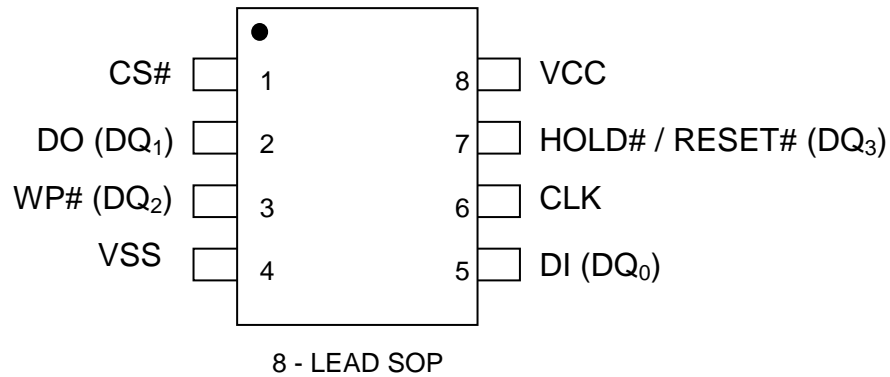 CS# 1 8 VCC
DO (DQ₁) 2 7 HOLD# / RESET# (DQ₃)
WP# (DQ₂) 3 6 CLK
VSS 4 5 DI (DQ₀)
8 - LEAD SOP